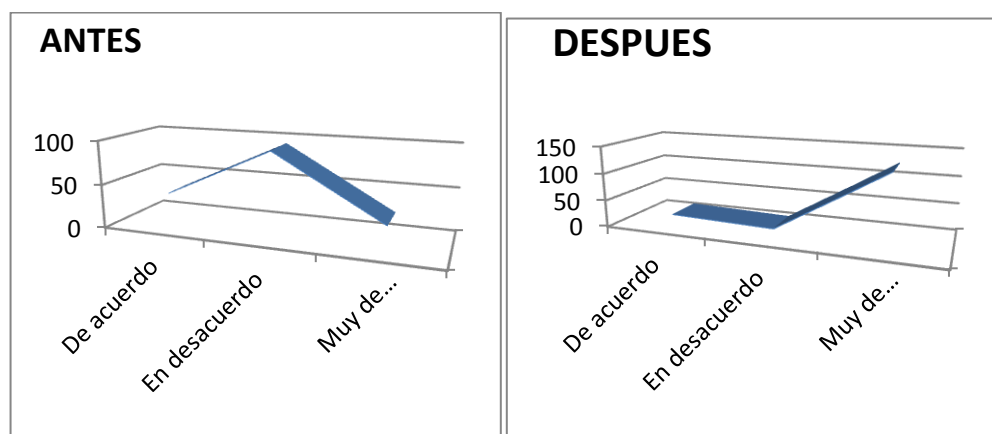 ANTES
100
50
0
De acuerdo
En desacuerdo
Muy de...
DESPUES
150
100
50
0
De acuerdo
En desacuerdo
Muy de...